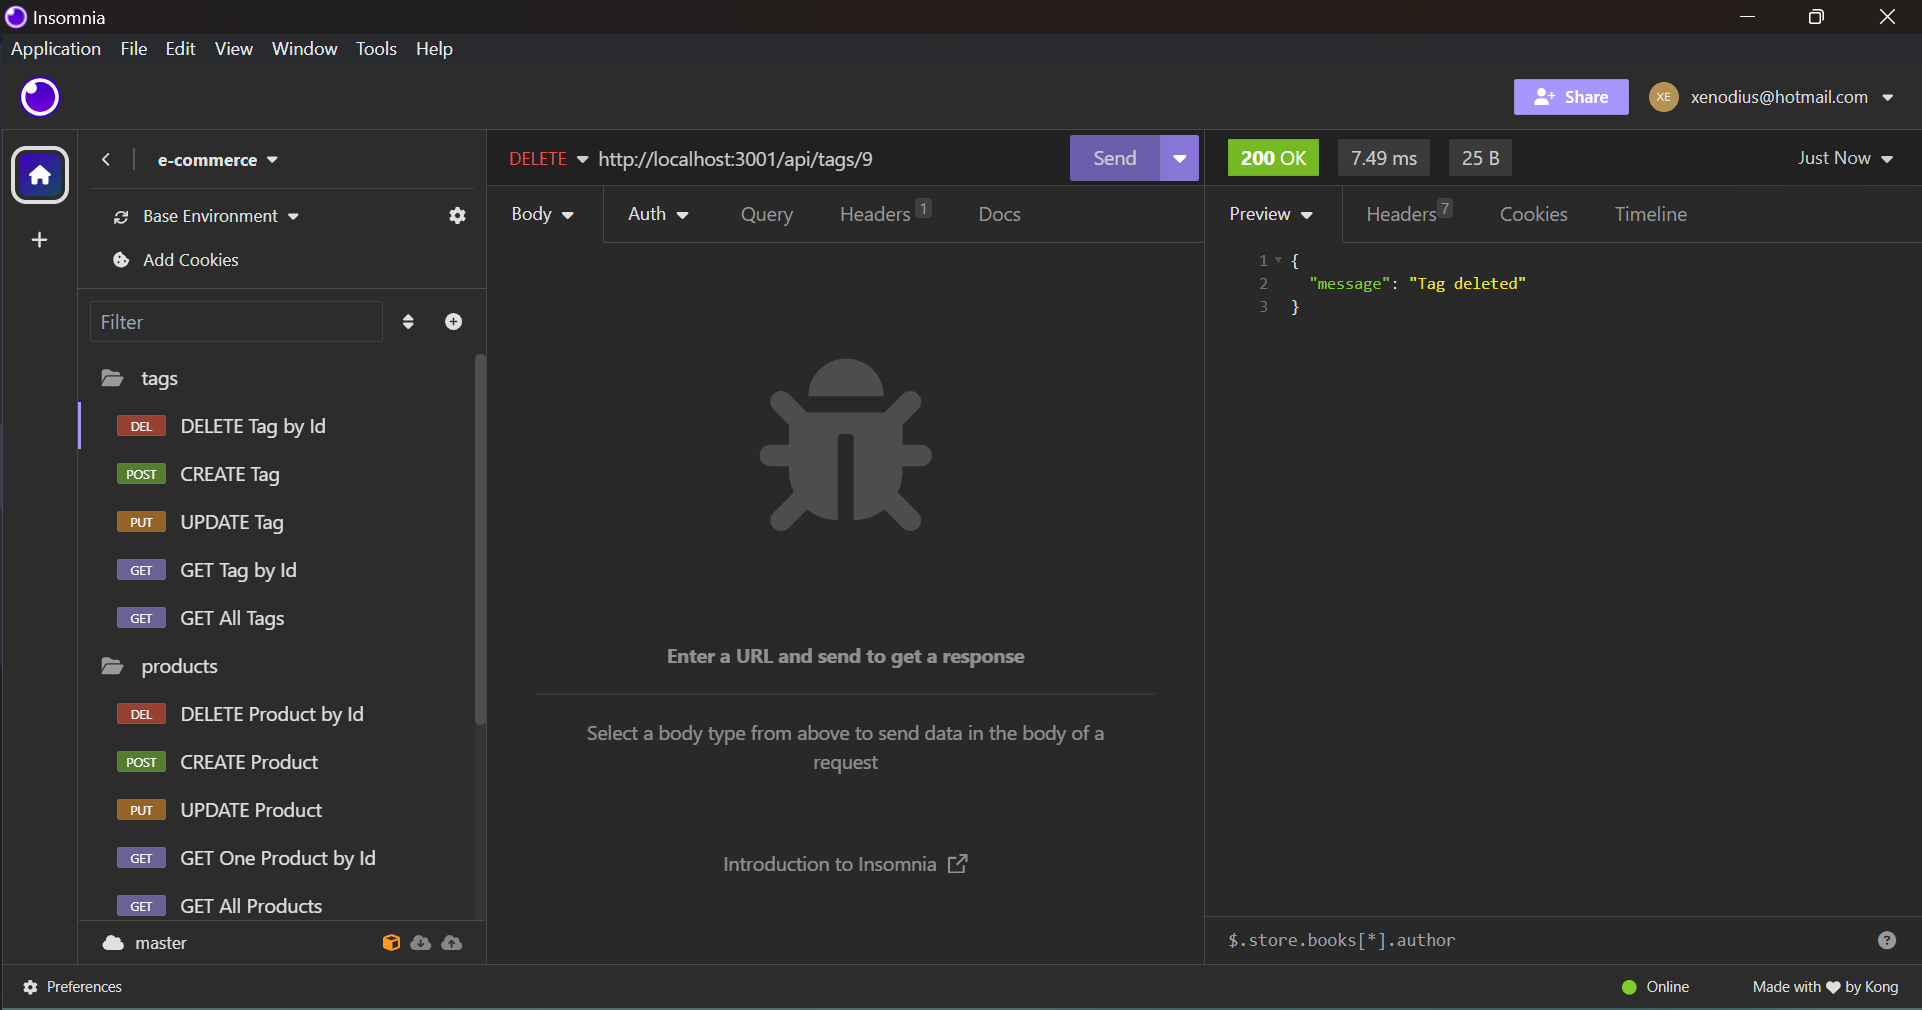 Insomnia
Application File Edit View Window Tools Help
Share
XE xenodius@hotmail.com
e-commerce
Base Environment
Add Cookies
Filter
tags
DEL DELETE Tag by Id
POST CREATE Tag
PUT UPDATE Tag
GET GET Tag by Id
GET GET All Tags
products
DEL DELETE Product by Id
POST CREATE Product
PUT UPDATE Product
GET GET One Product by Id
GET GET All Products
master
DELETE http://localhost:3001/api/tags/9 Send
Body Auth Query Headers 1 Docs
Enter a URL and send to get a response
Select a body type from above to send data in the body of a
request
Introduction to Insomnia
200 OK 7.49 ms 25 B Just Now
Preview Headers 7 Cookies Timeline
1 {
2 "message": "Tag deleted"
3 }
$.store.books[*].author ?
Preferences
Online Made with ♥ by Kong